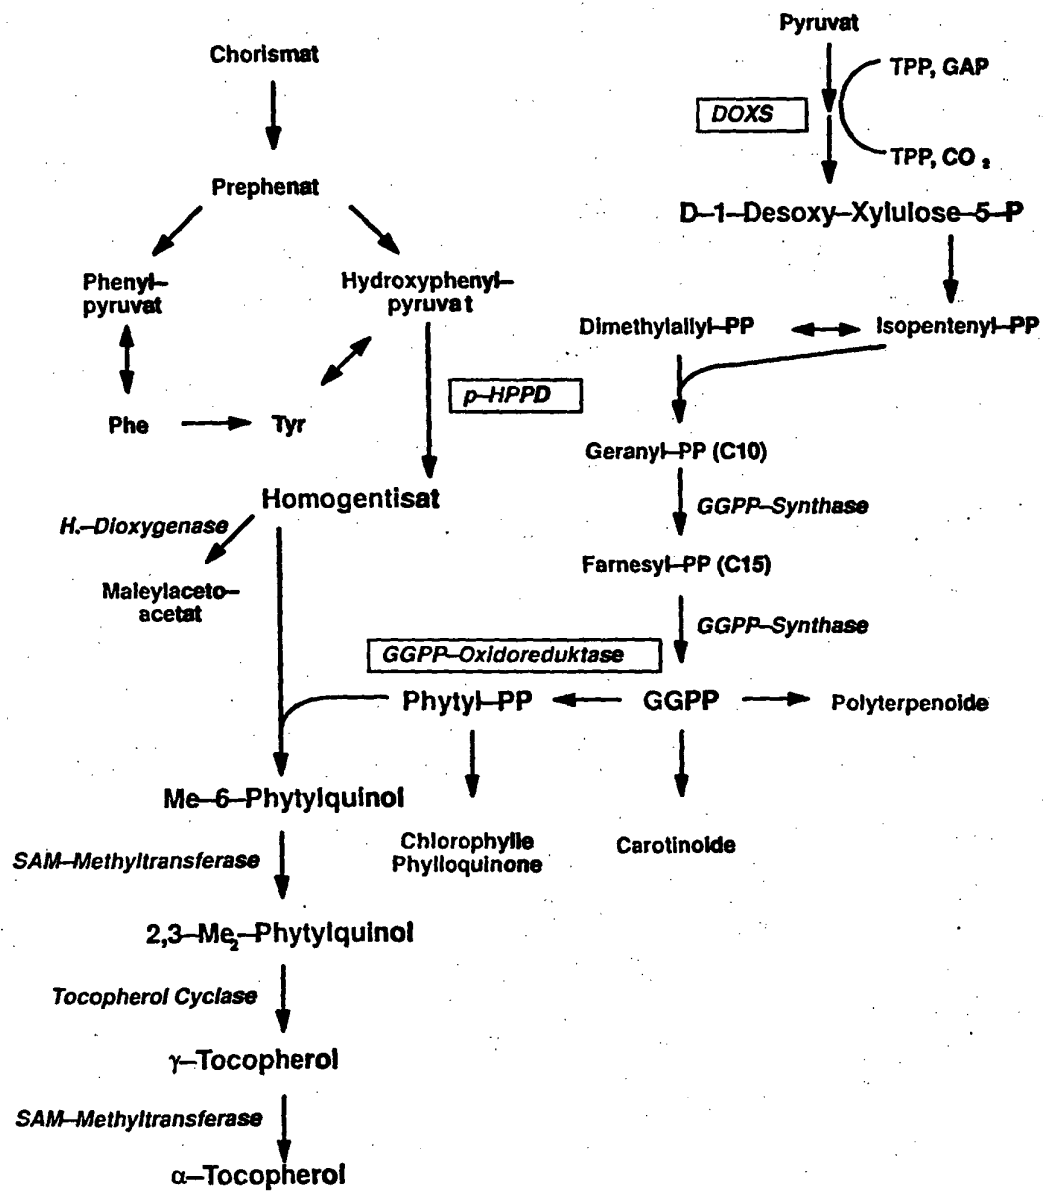 Pyruvat
Chorismat
TPP, GAP
DOXS
TPP, CO₂
Prephenat
D–1–Desoxy–Xylulose–5–P
Phenyl–
pyruvat
Hydroxyphenyl–
pyruvat
Dimethylallyl–PP
Isopentenyl–PP
p–HPPD
Phe
Tyr
Geranyl–PP (C10)
Homogentisat
GGPP–Synthase
H.–Dioxygenase
Farnesyl–PP (C15)
Maleylaceto–
acetat
GGPP–Synthase
GGPP–Oxidoreduktase
Phytyl–PP
GGPP
Polyterpenoide
Me–6–Phytylquinol
Chlorophylle
Phylloquinone
Carotinoide
SAM–Methyltransferase
2,3–Me₂–Phytylquinol
Tocopherol Cyclase
γ–Tocopherol
SAM–Methyltransferase
α–Tocopherol